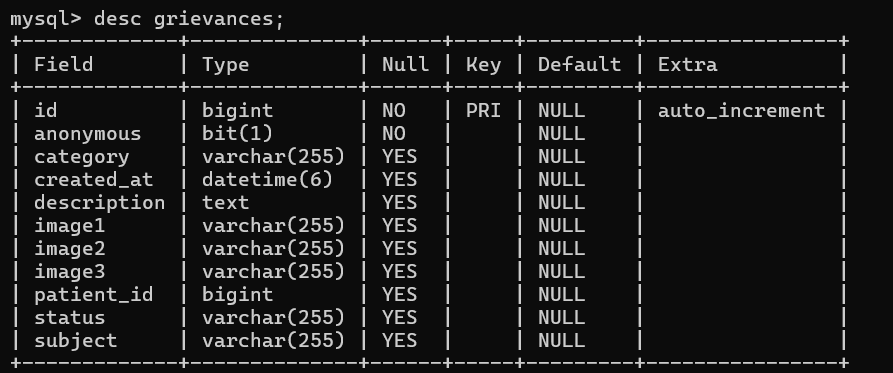 mysql> desc grievances;
+-------------+--------------+------+-----+---------+----------------+
| Field       | Type         | Null | Key | Default | Extra          |
+-------------+--------------+------+-----+---------+----------------+
| id          | bigint       | NO   | PRI | NULL    | auto_increment |
| anonymous   | bit(1)       | NO   |     | NULL    |                |
| category    | varchar(255) | YES  |     | NULL    |                |
| created_at  | datetime(6)  | YES  |     | NULL    |                |
| description | text         | YES  |     | NULL    |                |
| image1      | varchar(255) | YES  |     | NULL    |                |
| image2      | varchar(255) | YES  |     | NULL    |                |
| image3      | varchar(255) | YES  |     | NULL    |                |
| patient_id  | bigint       | YES  |     | NULL    |                |
| status      | varchar(255) | YES  |     | NULL    |                |
| subject     | varchar(255) | YES  |     | NULL    |                |
+-------------+--------------+------+-----+---------+----------------+